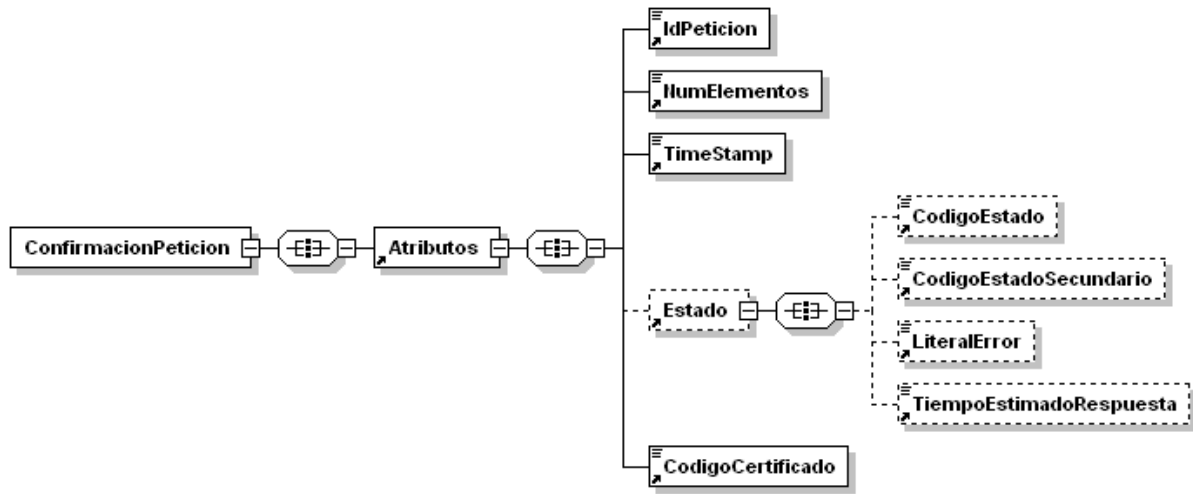 IdPeticion
NumElementos
TimeStamp
ConfirmacionPeticion
Atributos
Estado
CodigoEstado
CodigoEstadoSecundario
LiteralError
TiempoEstimadoRespuesta
CodigoCertificado